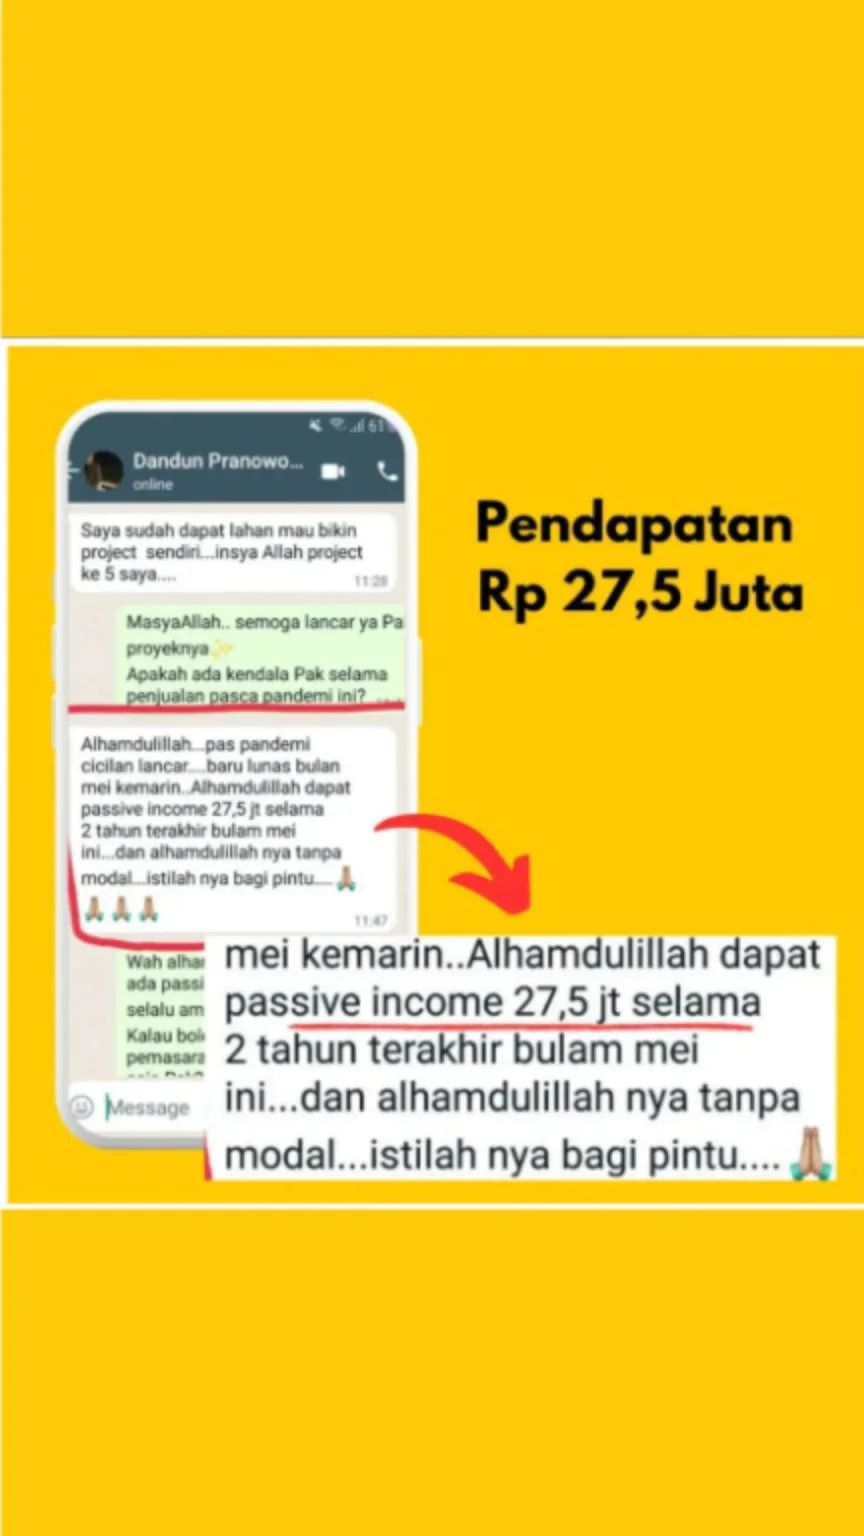 61%
Dandun Pranowo...
online
Saya sudah dapat lahan mau bikin
project sendiri...insya Allah project
ke 5 saya....
11:28
MasyaAllah.. semoga lancar ya Pa
proyeknya✨
Apakah ada kendala Pak selama
penjualan pasca pandemi ini?
Alhamdulillah...pas pandemi
cicilan lancar....baru lunas bulan
mei kemarin..Alhamdulillah dapat
passive income 27,5 jt selama
2 tahun terakhir bulam mei
ini...dan alhamdulillah nya tanpa
modal...istilah nya bagi pintu....🙏
🙏🙏🙏
11:47
Wah alha
ada passi
selalu am
Kalau bol
pemasara
Message
Pendapatan
Rp 27,5 Juta
mei kemarin..Alhamdulillah dapat
passive income 27,5 jt selama
2 tahun terakhir bulam mei
ini...dan alhamdulillah nya tanpa
modal...istilah nya bagi pintu....🙏